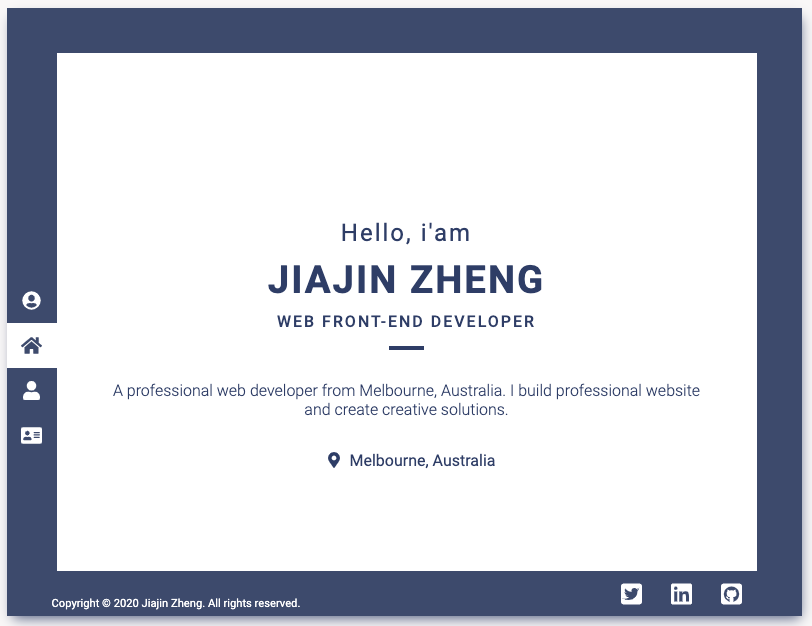 Hello, i'am
JIAJIN ZHENG
WEB FRONT-END DEVELOPER
A professional web developer from Melbourne, Australia. I build professional website
and create creative solutions.
Melbourne, Australia
Copyright © 2020 Jiajin Zheng. All rights reserved.